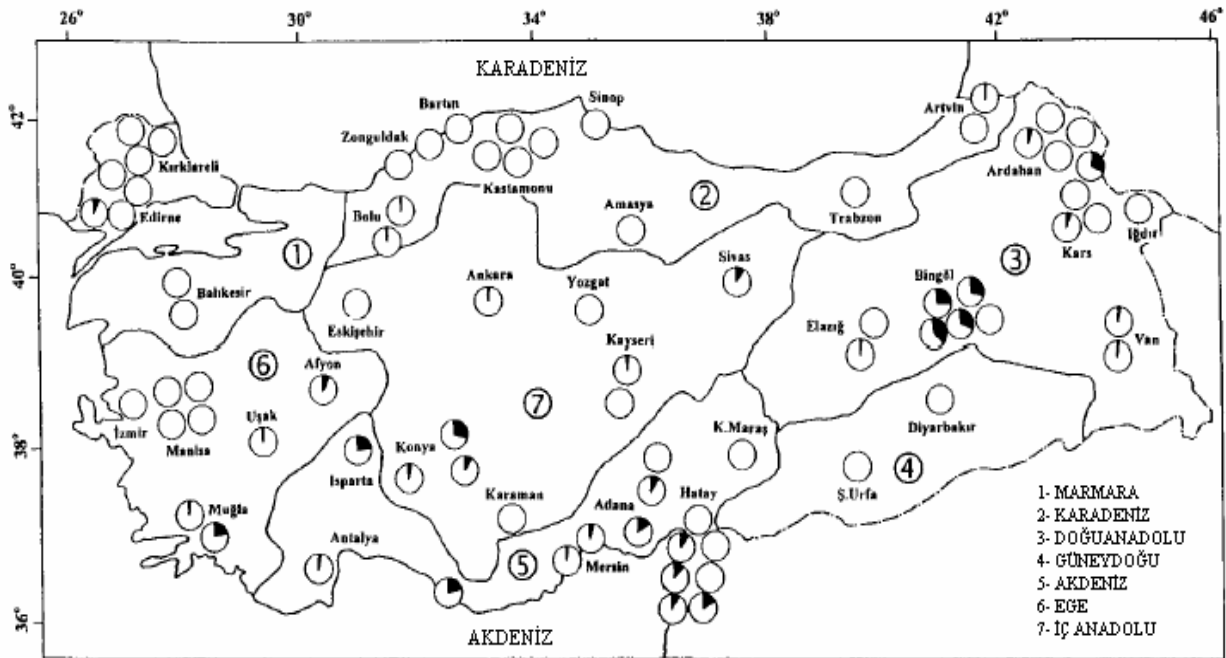 26° 30° 34° 38° 42° 46°
KARADENİZ
42°
Sinop
Bartın
Artvin
Zonguldak
Kırklareli
Ardahan
Kastamonu
2
Edirne
Bolu
Amasya
Trabzon
Iğdır
1
Kars
3
40°
Sivas
Bingöl
Ankara
Yozgat
Balıkesir
Eskişehir
Elazığ
Van
6
Afyon
Kayseri
7
İzmir
Uşak
Manisa
38°
Konya
K.Maraş
Diyarbakır
Isparta
4
Ş.Urfa
Karaman
Adana
Hatay
Muğla
Antalya
5
Mersin
36°
AKDENİZ
1- MARMARA
2- KARADENİZ
3- DOĞUANADOLU
4- GÜNEYDOĞU
5- AKDENİZ
6- EGE
7- İÇ ANADOLU